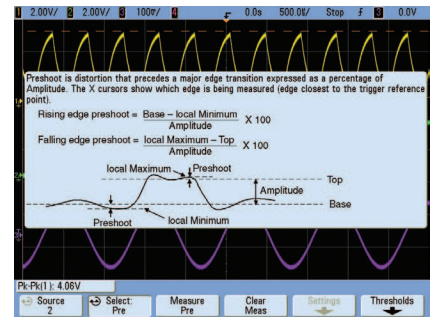 1 2.00V/ 2 2.00V/ 3 100▿/ 4 0.0s 500.0▿/ Stop 3 0.0V
Preshoot is distortion that precedes a major edge transition expressed as a percentage of
Amplitude. The X cursors show which edge is being measured (edge closest to the trigger reference
point).
Rising edge preshoot = Base – local Minimum
Amplitude
X 100
Falling edge preshoot = local Maximum – Top
Amplitude
X 100
local Maximum
Preshoot
Top
Amplitude
Base
Preshoot
local Minimum
Pk-Pk(1): 4.06V
Source
2
Select:
Pre
Measure
Pre
Clear
Meas
Settings
Thresholds